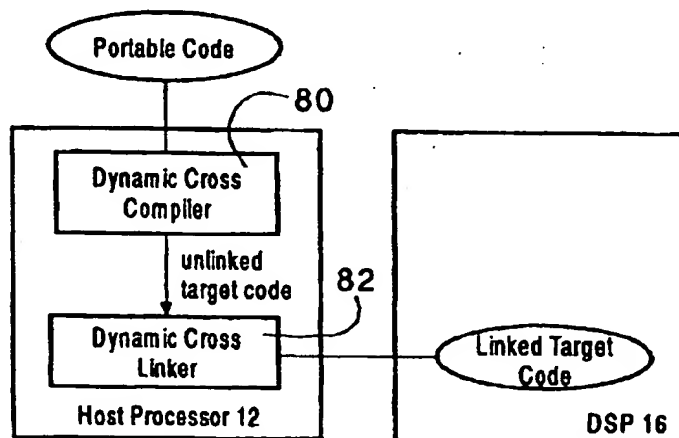 Portable Code
80
Dynamic Cross
Compiler
unlinked
target code
82
Dynamic Cross
Linker
Linked Target
Code
Host Processor 12
DSP 16